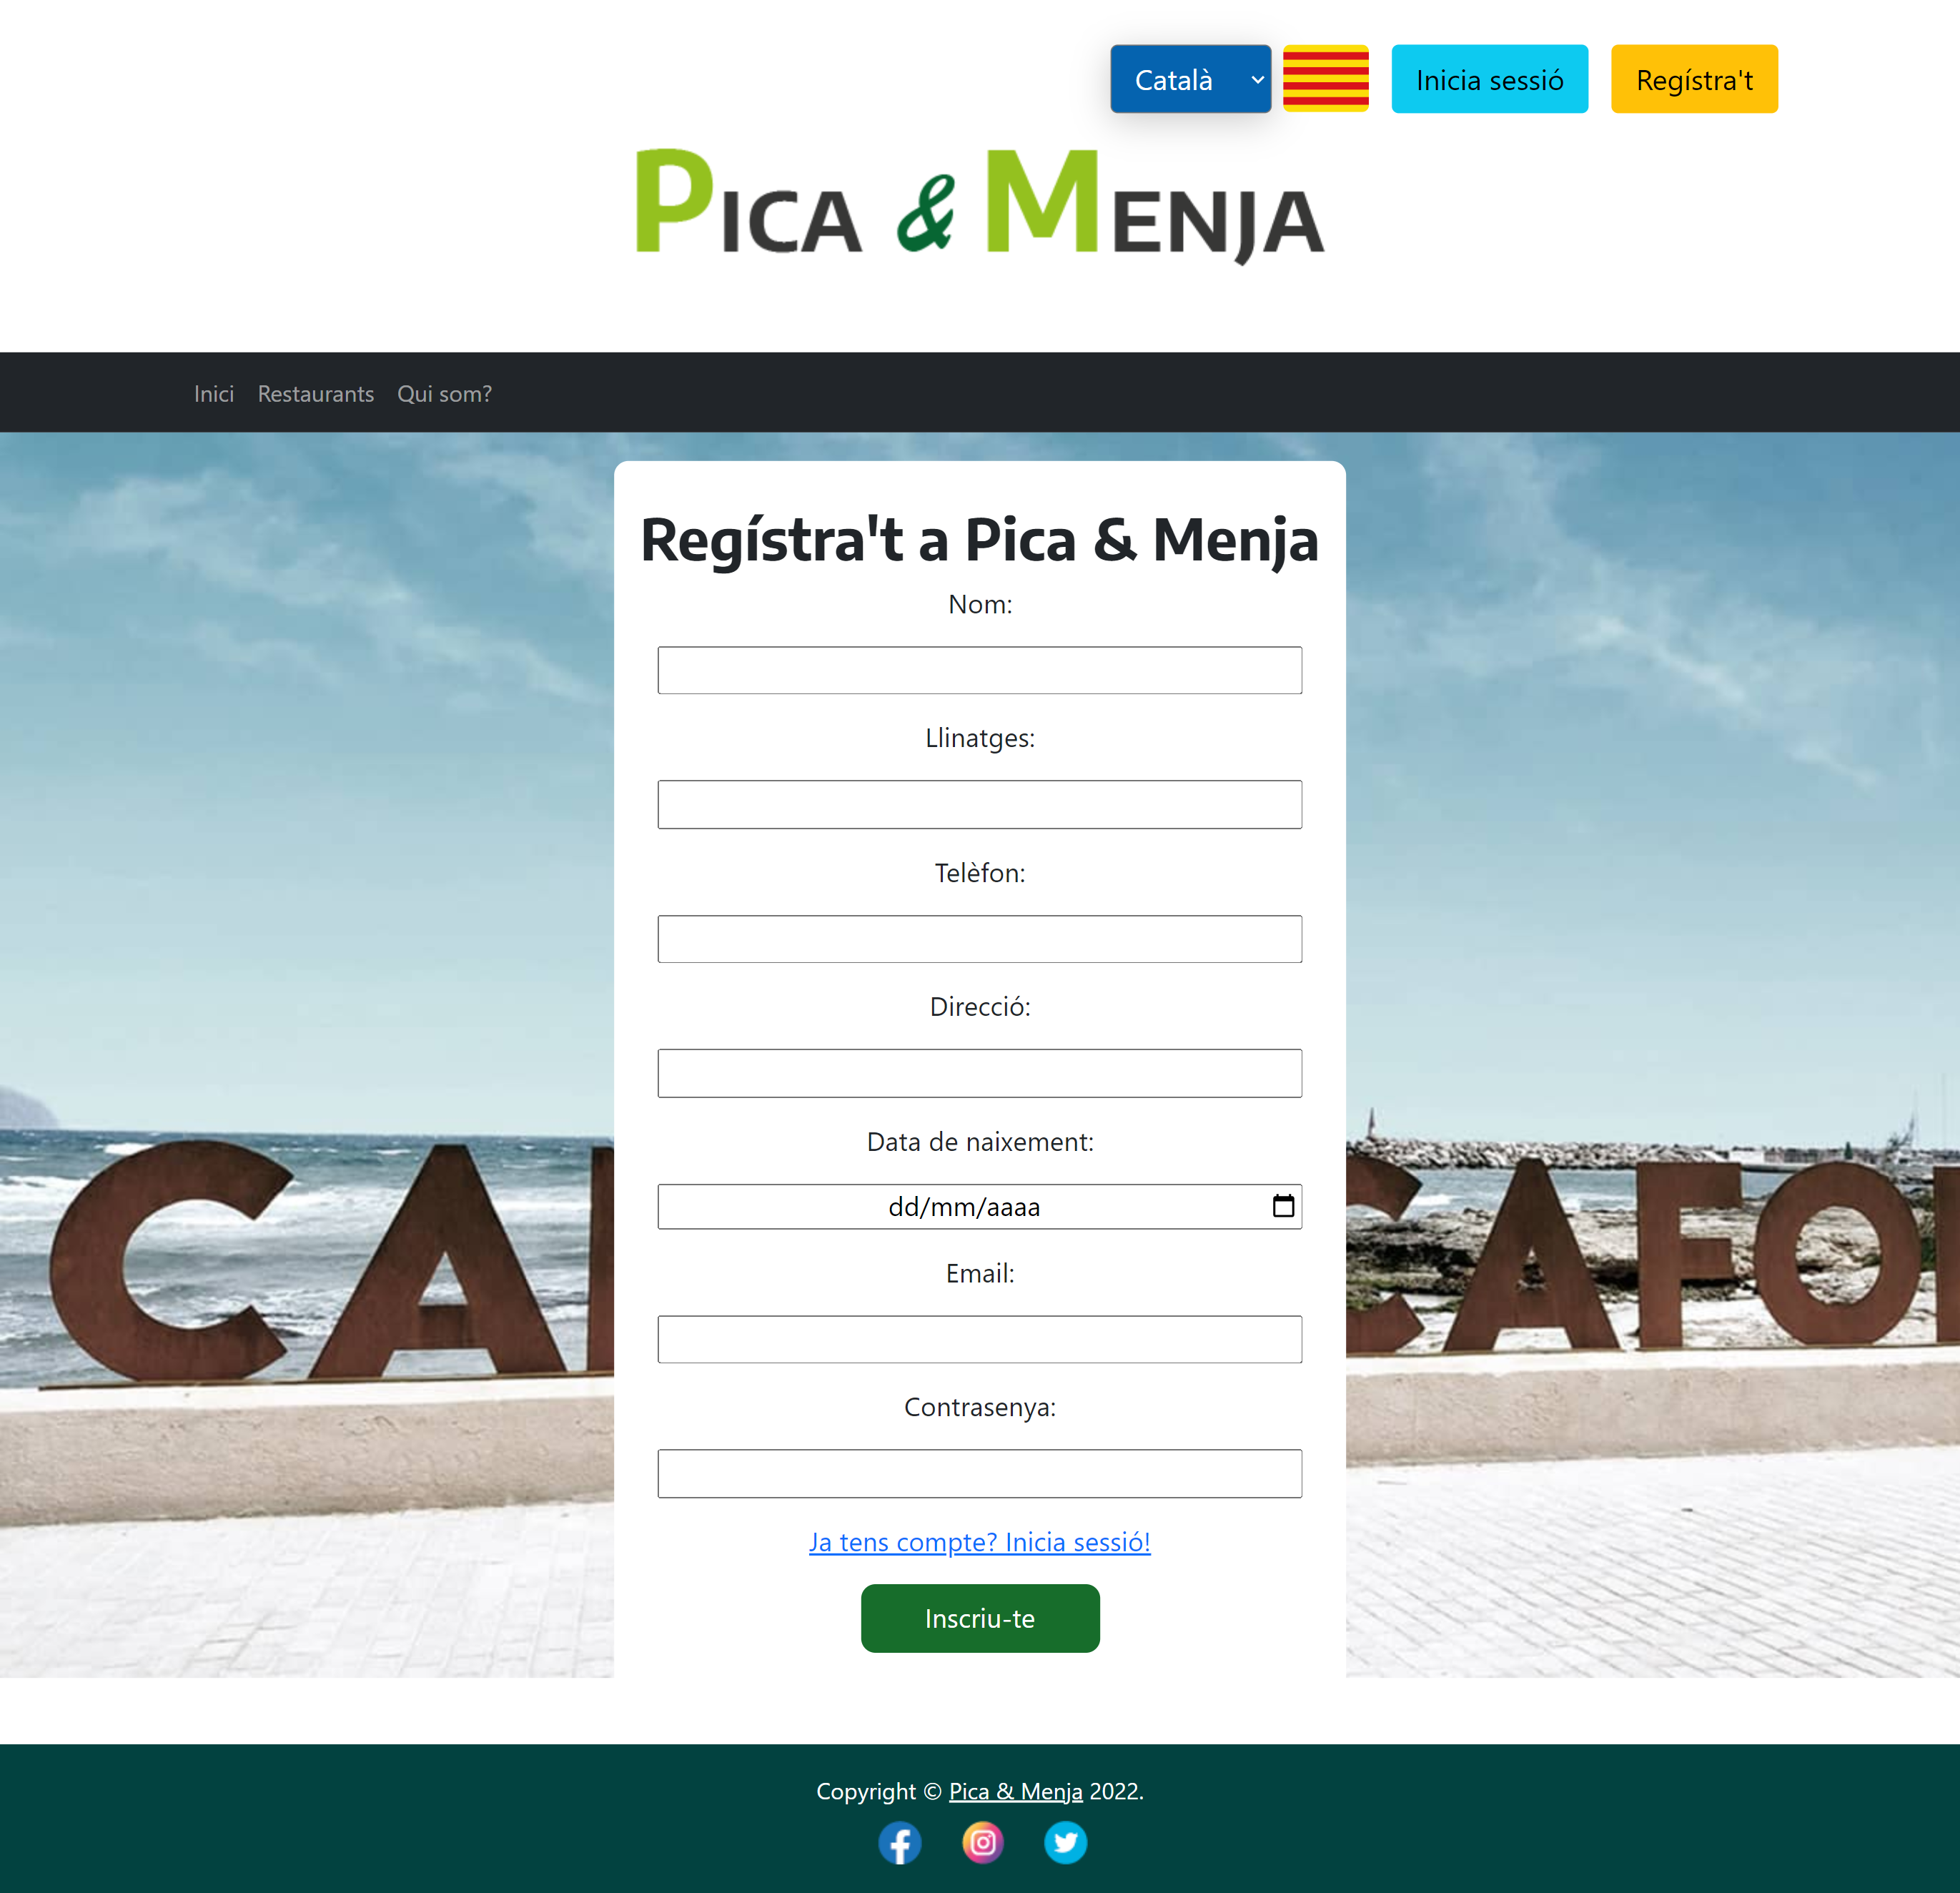 Català
Inicia sessió
Regístra't
Pica & Menja
Inici
Restaurants
Qui som?
Regístra't a Pica & Menja
Nom:
Llinatges:
Telèfon:
Direcció:
Data de naixement:
dd/mm/aaaa
Email:
Contrasenya:
Ja tens compte? Inicia sessió!
Inscriu-te
CA
CAFO
Copyright © Pica & Menja 2022.